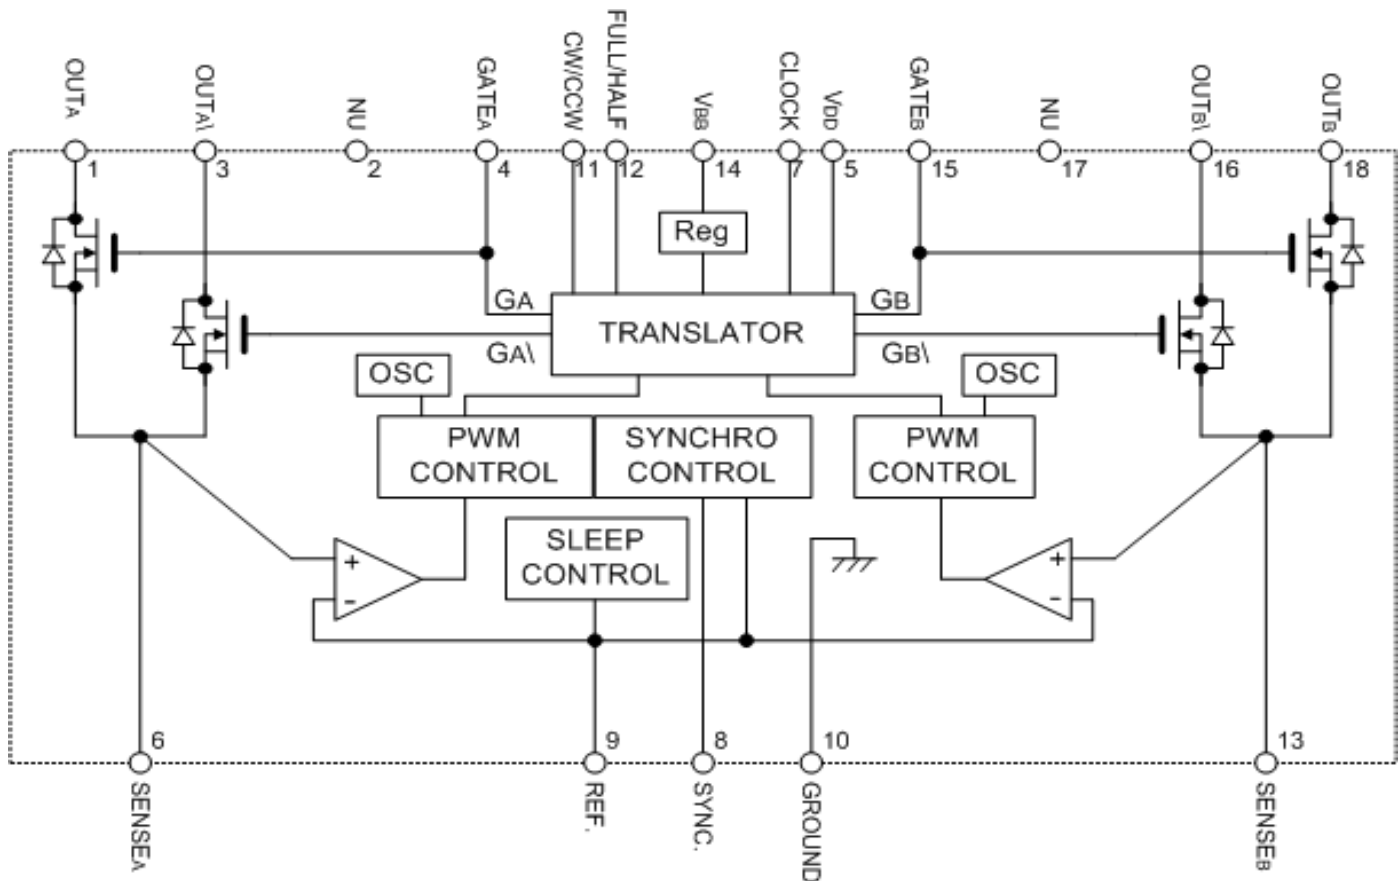 OUTA
OUTA\
NU
GATEA
CW/CCW
FULL/HALF
VBB
CLOCK
VDD
GATEB
NU
OUTB\
OUTB
1
3
2
4
11
12
14
7
5
15
17
16
18
Reg
GA
GB
TRANSLATOR
GA\
GB\
OSC
OSC
PWM
CONTROL
SYNCHRO
CONTROL
PWM
CONTROL
SLEEP
CONTROL
+
-
+
-
6
9
8
10
13
SENSEA
REF.
SYNC.
GROUND
SENSEB